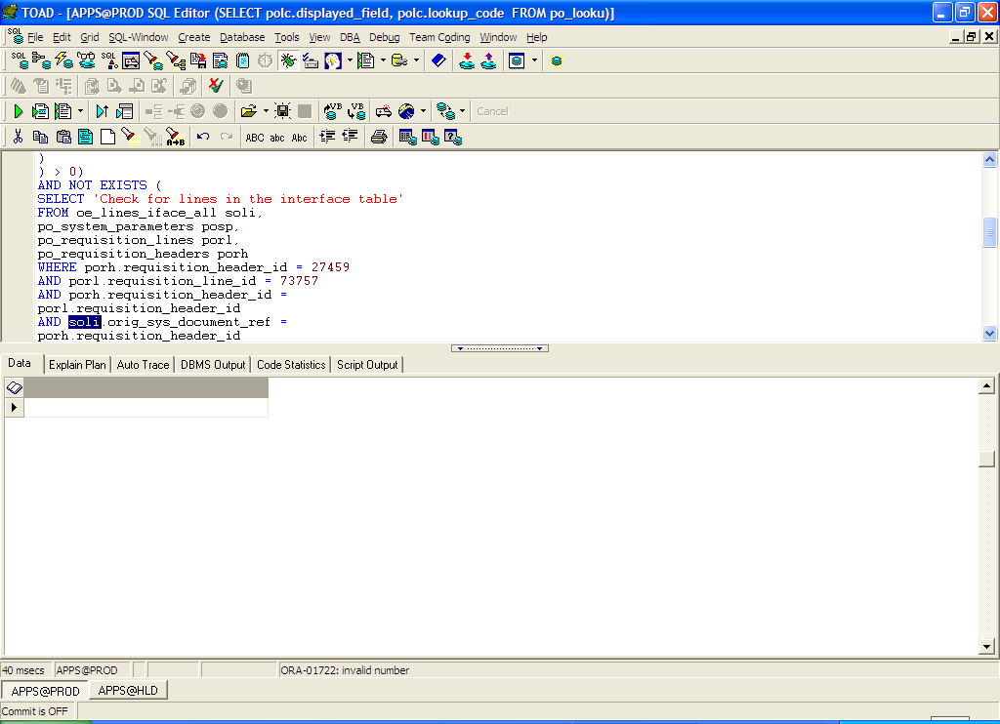 TOAD - [APPS@PROD SQL Editor (SELECT polc.displayed_field, polc.lookup_code  FROM po_looku)]
SQL File Edit Grid SQL-Window Create Database Tools View DBA Debug Team Coding Window Help
SQL SQL
VB VB Cancel
A→B ABC abc Abc
)
) > 0)
AND NOT EXISTS (
SELECT 'Check for lines in the interface table'
FROM oe_lines_iface_all soli,
po_system_parameters posp,
po_requisition_lines porl,
po_requisition_headers porh
WHERE porh.requisition_header_id = 27459
AND porl.requisition_line_id = 73757
AND porh.requisition_header_id =
porl.requisition_header_id
AND soli.orig_sys_document_ref =
porh.requisition_header_id
Data Explain Plan Auto Trace DBMS Output Code Statistics Script Output
40 msecs APPS@PROD ORA-01722: invalid number
APPS@PROD APPS@HLD
Commit is OFF